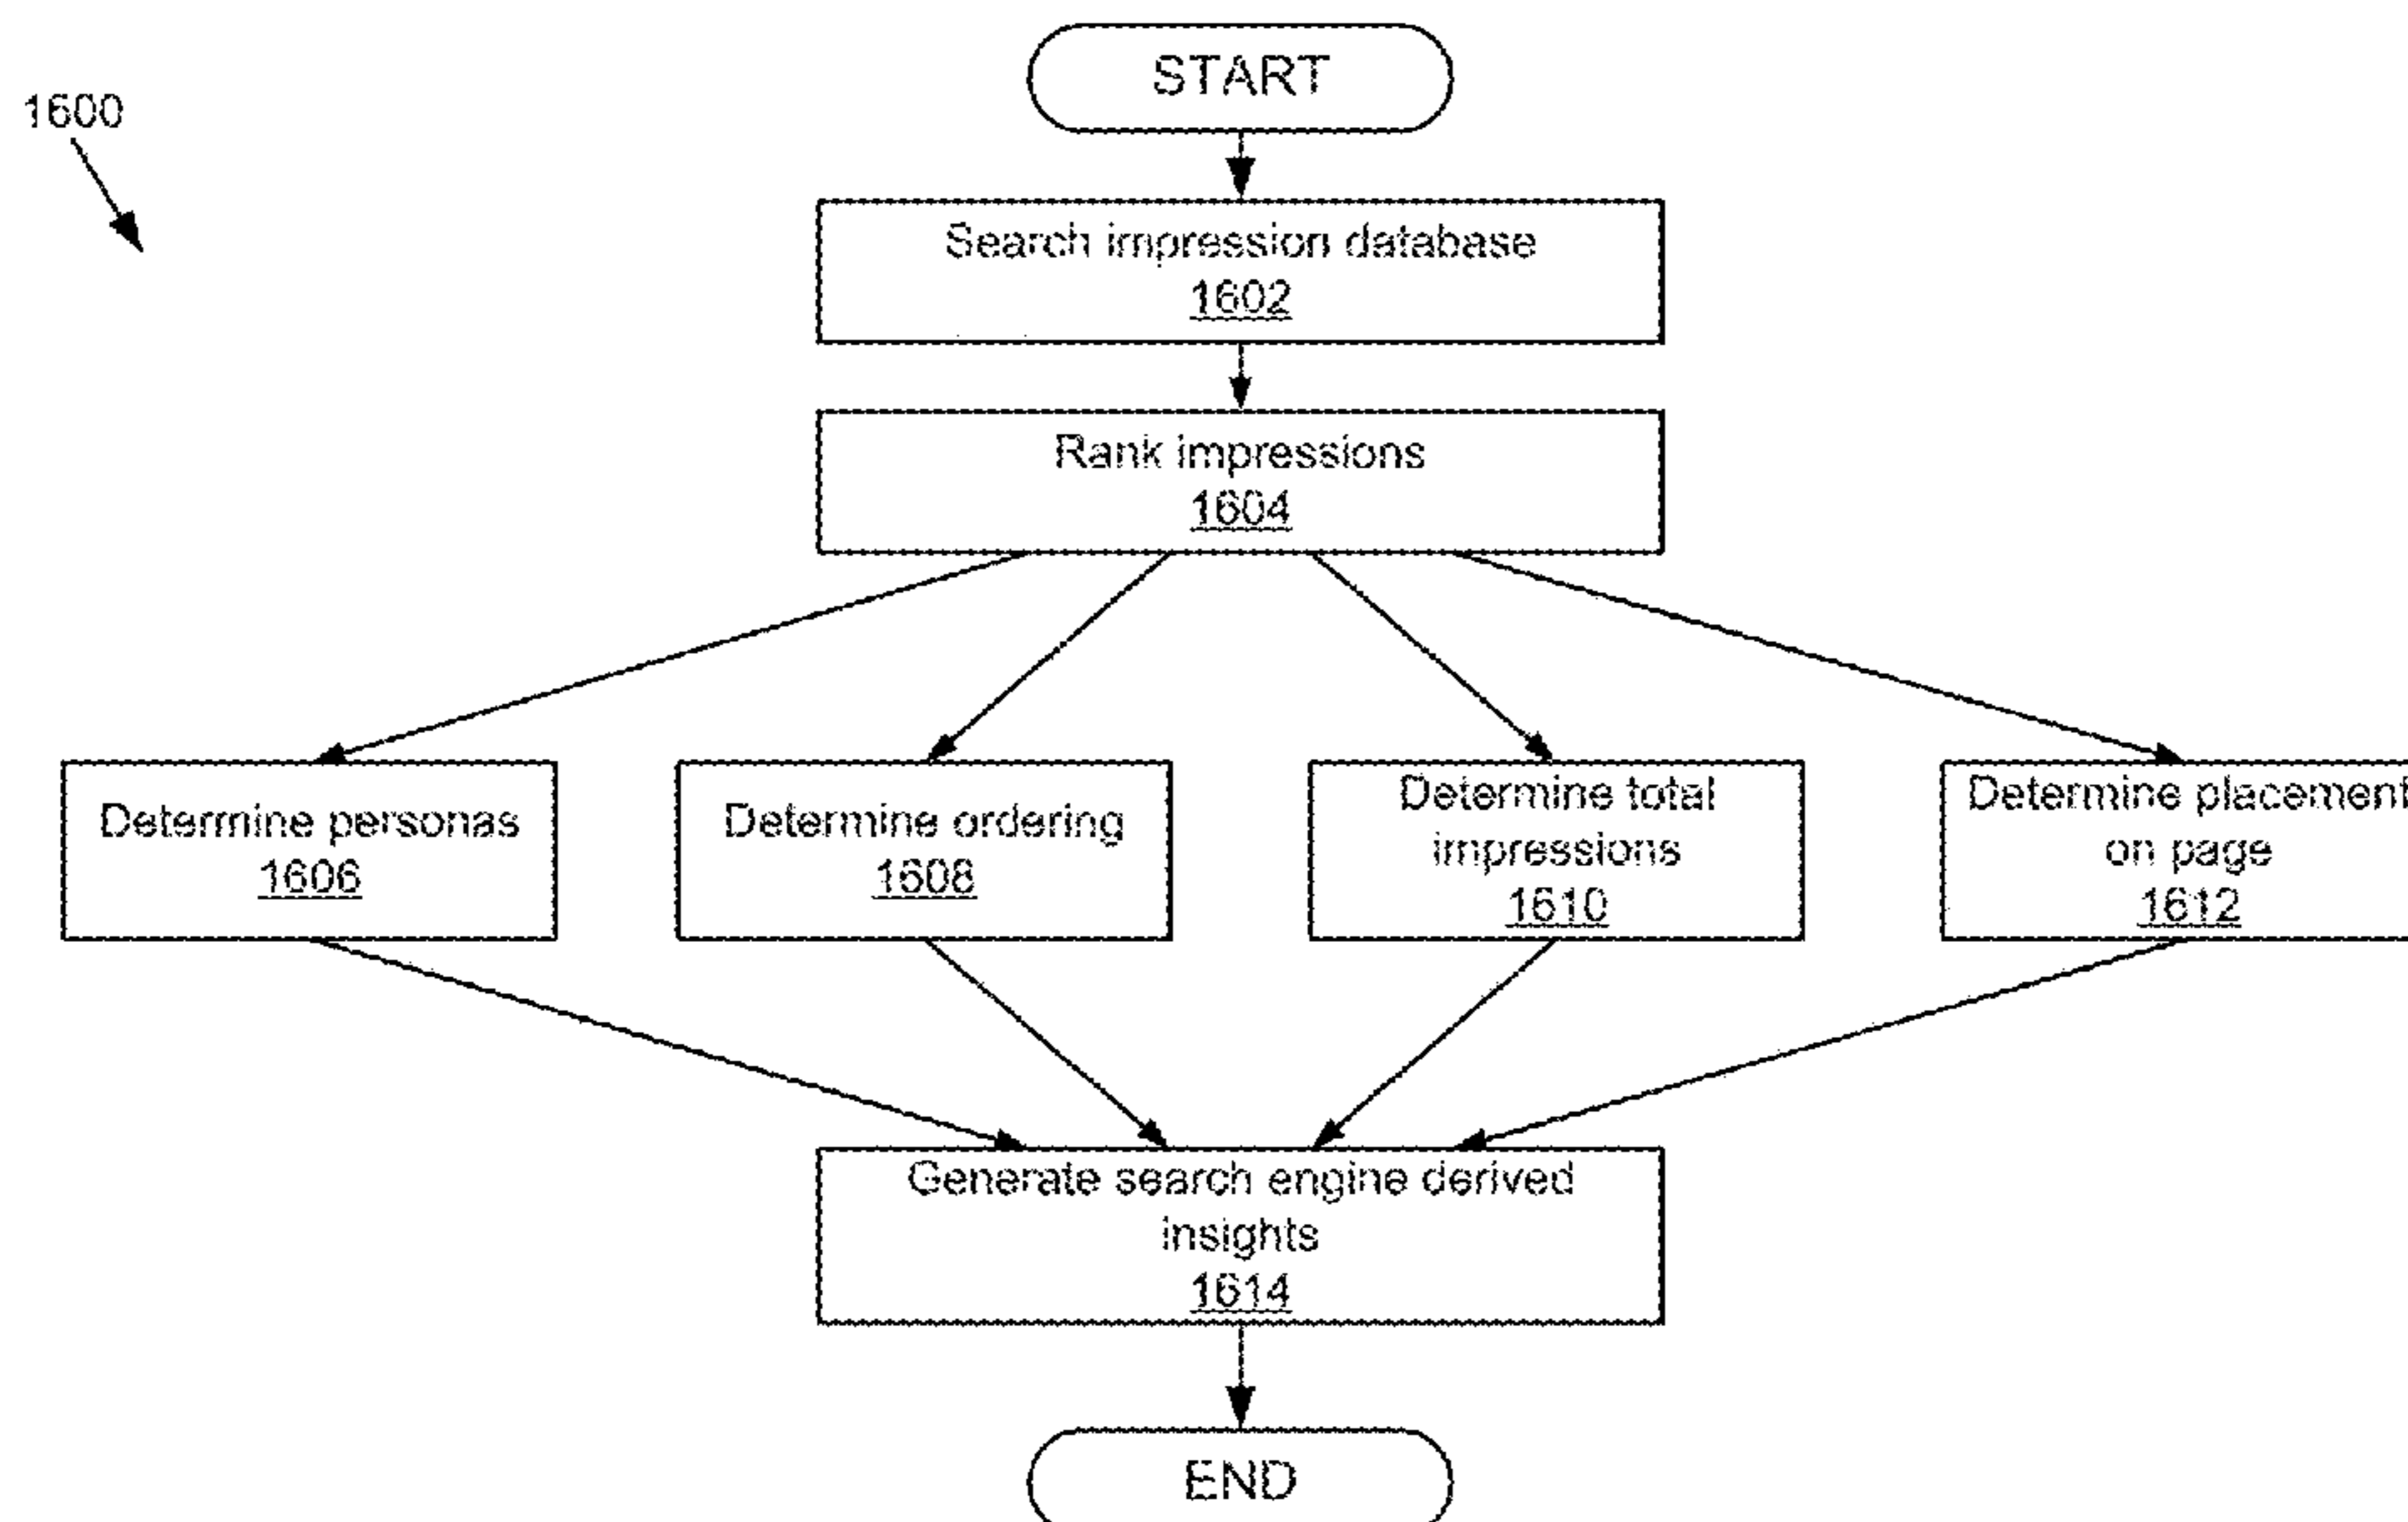 START
1600
Search impression database
1602
Rank impressions
1604
Determine personas
1606
Determine ordering
1608
Determine total
impressions
1610
Determine placement
on page
1612
Generate search engine derived
insights
1614
END